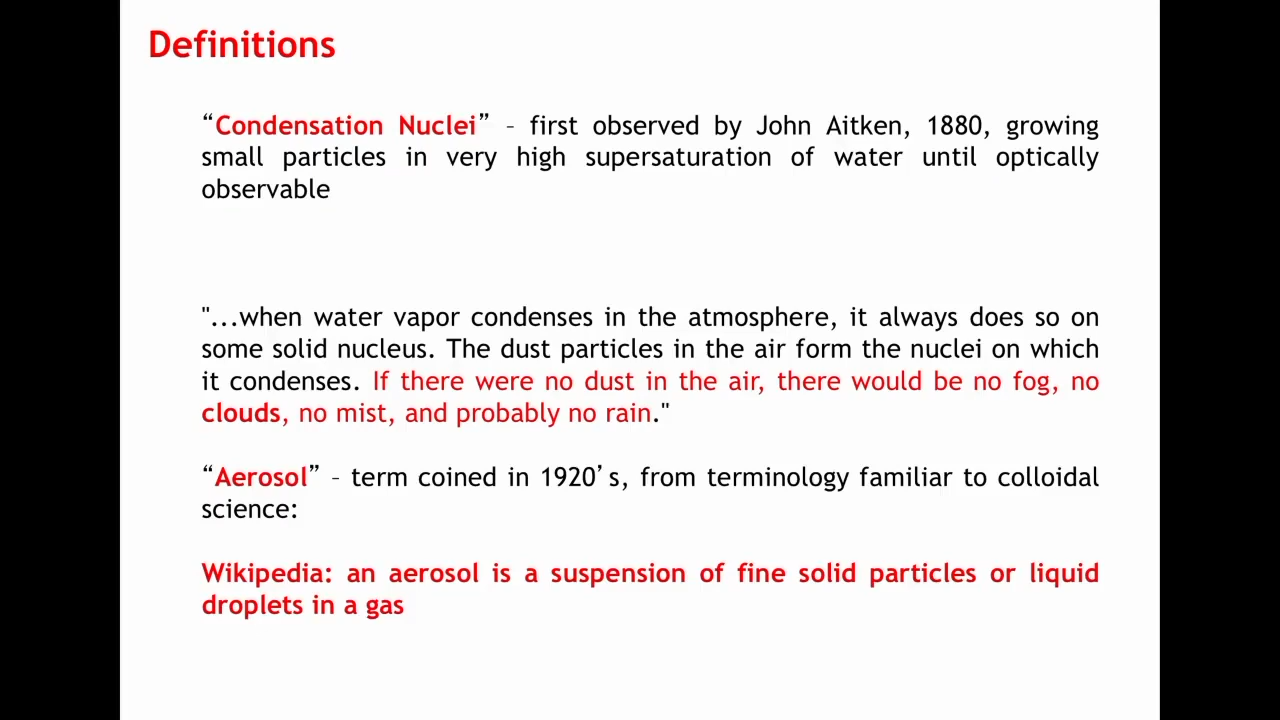 Definitions
“Condensation Nuclei” – first observed by John Aitken, 1880, growing
small particles in very high supersaturation of water until optically
observable
"...when water vapor condenses in the atmosphere, it always does so on
some solid nucleus. The dust particles in the air form the nuclei on which
it condenses. If there were no dust in the air, there would be no fog, no
clouds, no mist, and probably no rain."
“Aerosol” – term coined in 1920’s, from terminology familiar to colloidal
science:
Wikipedia: an aerosol is a suspension of fine solid particles or liquid
droplets in a gas